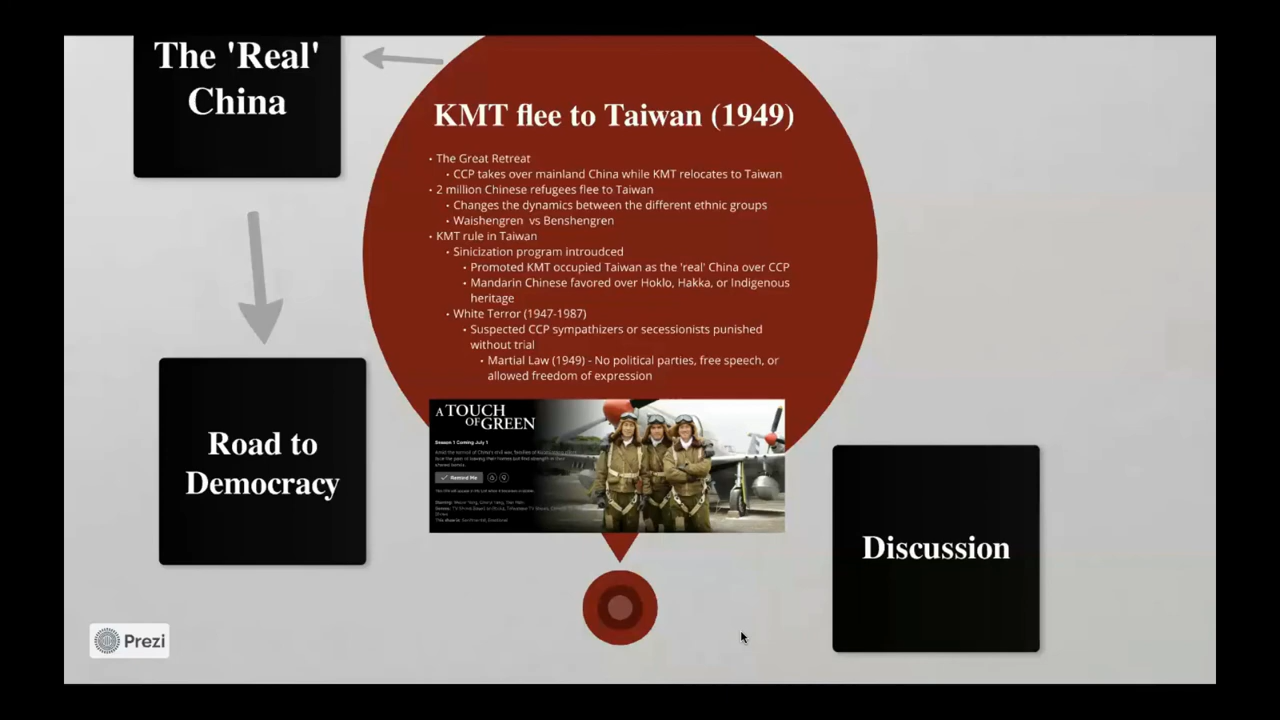 The 'Real'
China
KMT flee to Taiwan (1949)
• The Great Retreat
• CCP takes over mainland China while KMT relocates to Taiwan
• 2 million Chinese refugees flee to Taiwan
• Changes the dynamics between the different ethnic groups
• Waishengren vs Benshengren
• KMT rule in Taiwan
• Sinicization program introudced
• Promoted KMT occupied Taiwan as the 'real' China over CCP
• Mandarin Chinese favored over Hoklo, Hakka, or Indigenous
heritage
• White Terror (1947-1987)
• Suspected CCP sympathizers or secessionists punished
without trial
• Martial Law (1949) - No political parties, free speech, or
allowed freedom of expression
A TOUCH
OF GREEN
Season 1 Coming July 1
Remind Me
Road to
Democracy
Discussion
Prezi